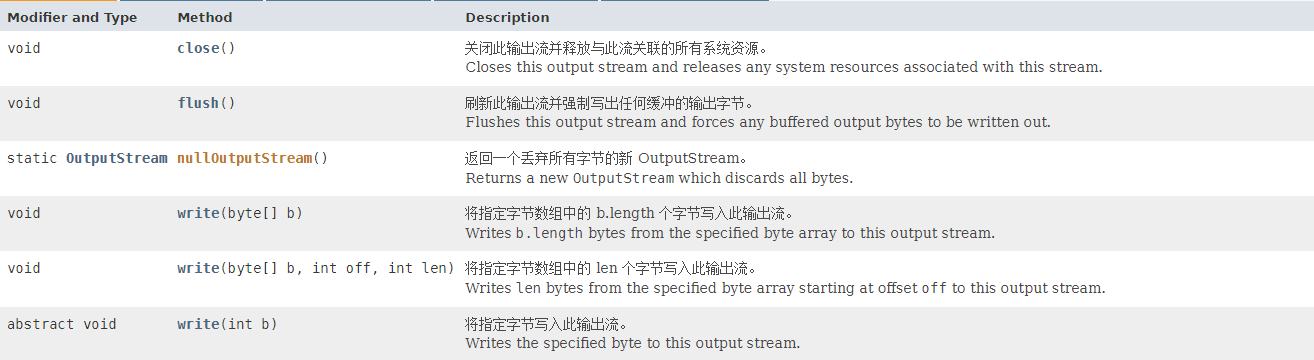 Modifier and Type Method Description
void close() 关闭此输出流并释放与此流关联的所有系统资源。
Closes this output stream and releases any system resources associated with this stream.
void flush() 刷新此输出流并强制写出任何缓冲的输出字节。
Flushes this output stream and forces any buffered output bytes to be written out.
static OutputStream nullOutputStream() 返回一个丢弃所有字节的新 OutputStream。
Returns a new OutputStream which discards all bytes.
void write(byte[] b) 将指定字节数组中的 b.length 个字节写入此输出流。
Writes b.length bytes from the specified byte array to this output stream.
void write(byte[] b, int off, int len) 将指定字节数组中的 len 个字节写入此输出流。
Writes len bytes from the specified byte array starting at offset off to this output stream.
abstract void write(int b) 将指定字节写入此输出流。
Writes the specified byte to this output stream.